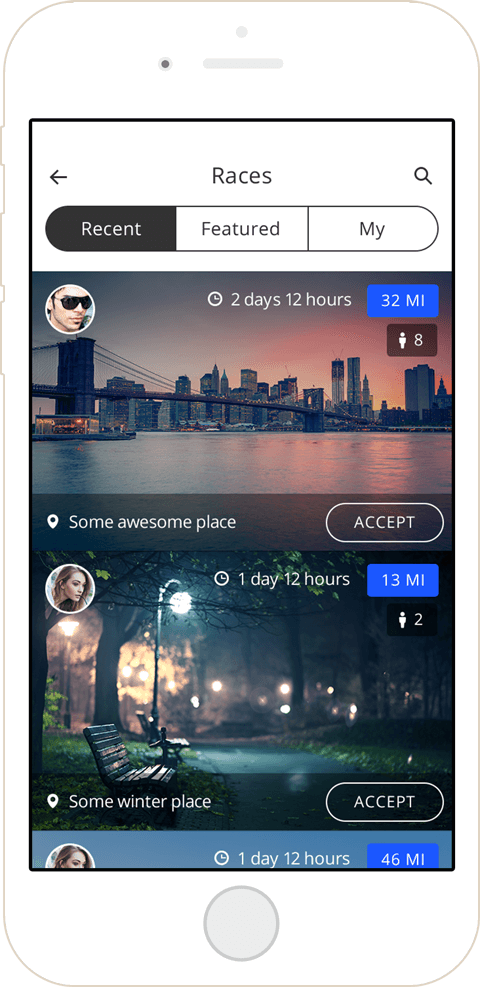 Races
Recent Featured My
2 days 12 hours 32 MI
8
Some awesome place ACCEPT
1 day 12 hours 13 MI
2
Some winter place ACCEPT
1 day 12 hours 46 MI